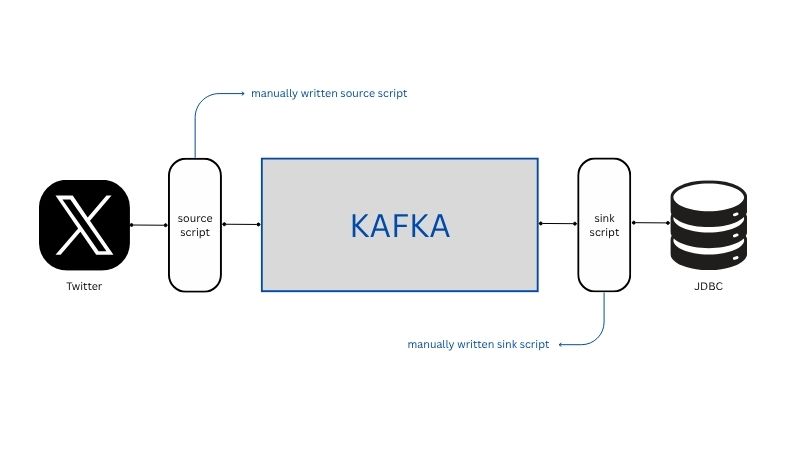 manually written source script
source
script
KAFKA
sink
script
Twitter
JDBC
manually written sink script